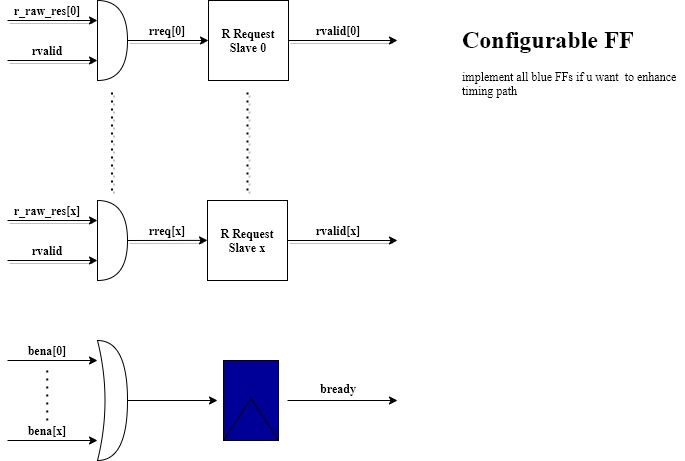 r_raw_res[0]
rvalid
rreq[0]
R Request
Slave 0
rvalid[0]
Configurable FF
implement all blue FFs if u want to enhance
timing path
r_raw_res[x]
rvalid
rreq[x]
R Request
Slave x
rvalid[x]
bena[0]
bena[x]
bready